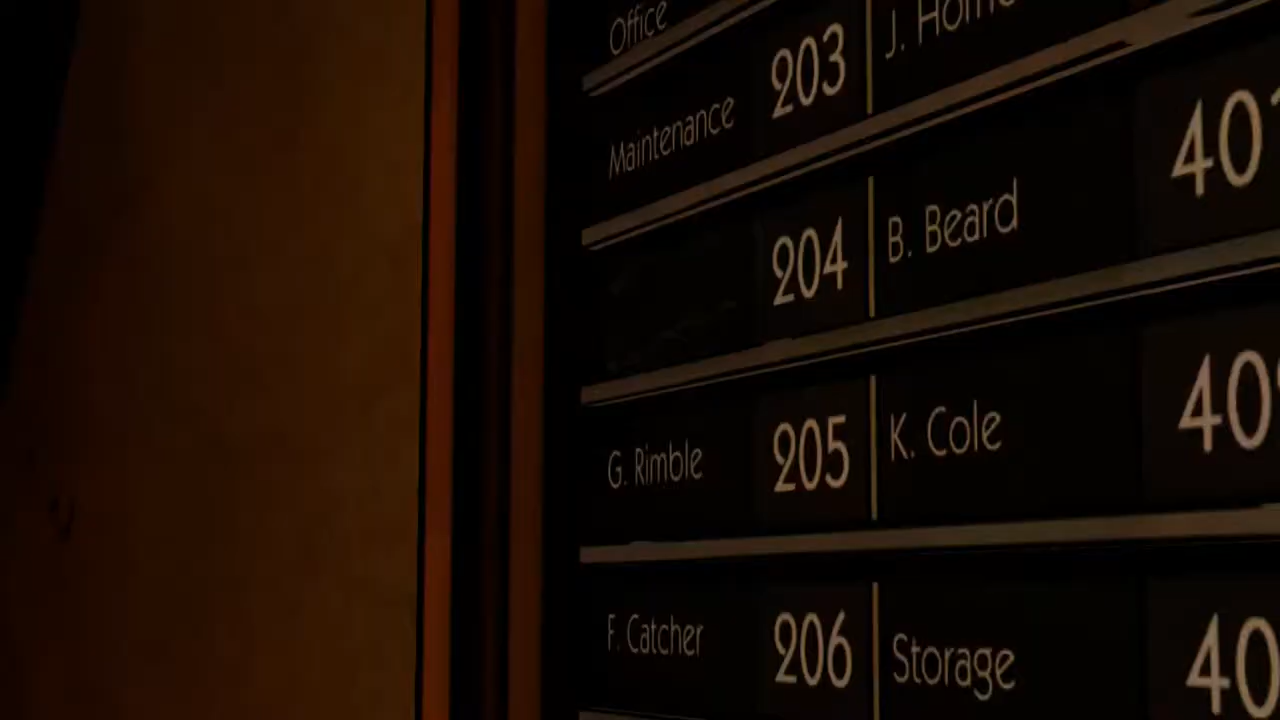 Office
Maintenance 203 J.
204 B. Beard
G. Rimble 205 K. Cole
F. Catcher 206 Storage